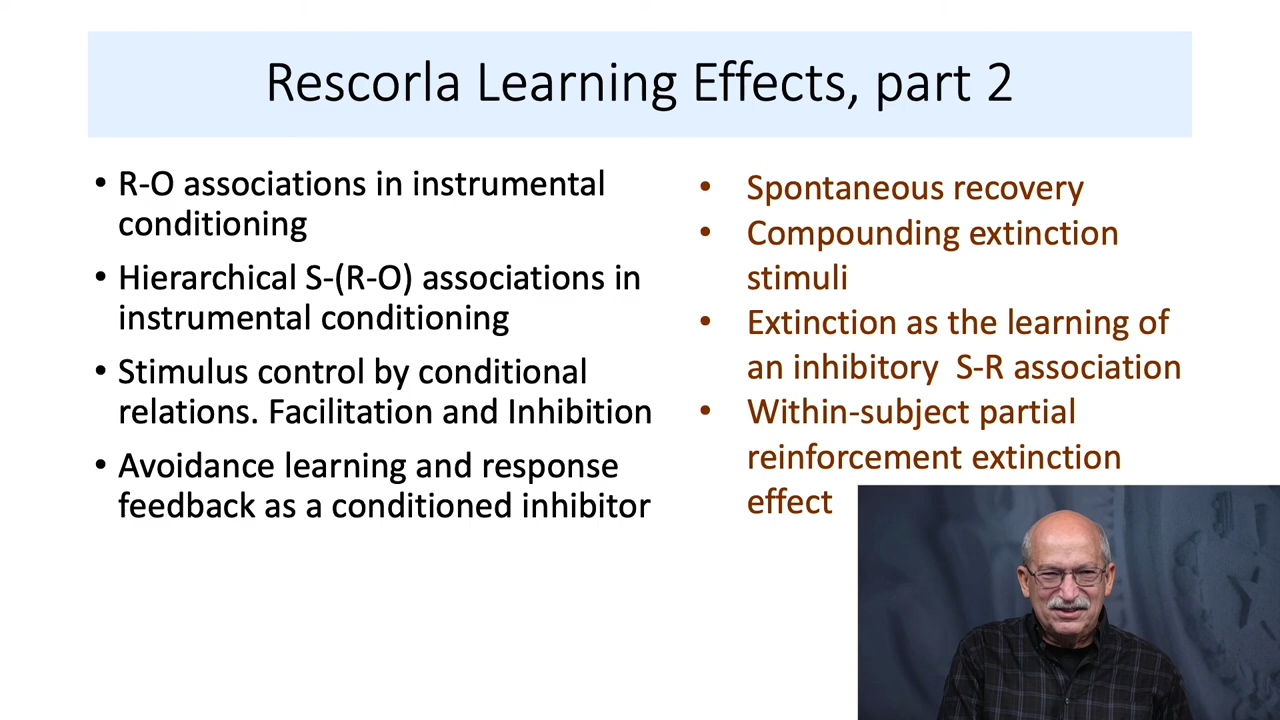 Rescorla Learning Effects, part 2
• R-O associations in instrumental
conditioning
• Hierarchical S-(R-O) associations in
instrumental conditioning
• Stimulus control by conditional
relations. Facilitation and Inhibition
• Avoidance learning and response
feedback as a conditioned inhibitor
• Spontaneous recovery
• Compounding extinction
stimuli
• Extinction as the learning of
an inhibitory  S-R association
• Within-subject partial
reinforcement extinction
effect